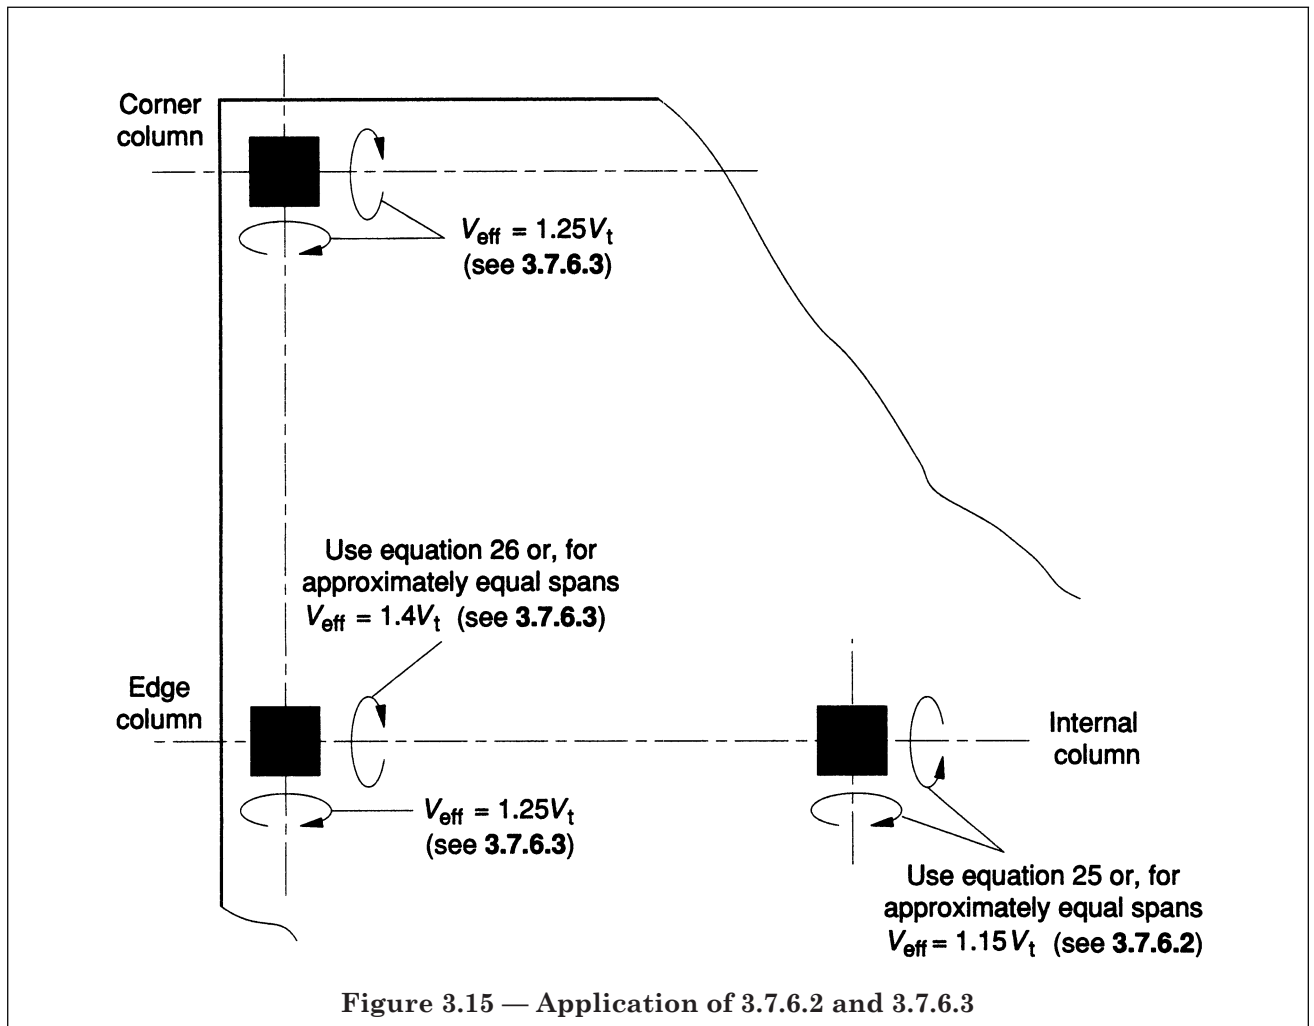 Corner
column
V_eff = 1.25V_t
(see 3.7.6.3)
Use equation 26 or, for
approximately equal spans
V_eff = 1.4V_t (see 3.7.6.3)
Edge
column
Internal
column
V_eff = 1.25V_t
(see 3.7.6.3)
Use equation 25 or, for
approximately equal spans
V_eff = 1.15V_t (see 3.7.6.2)
Figure 3.15 — Application of 3.7.6.2 and 3.7.6.3